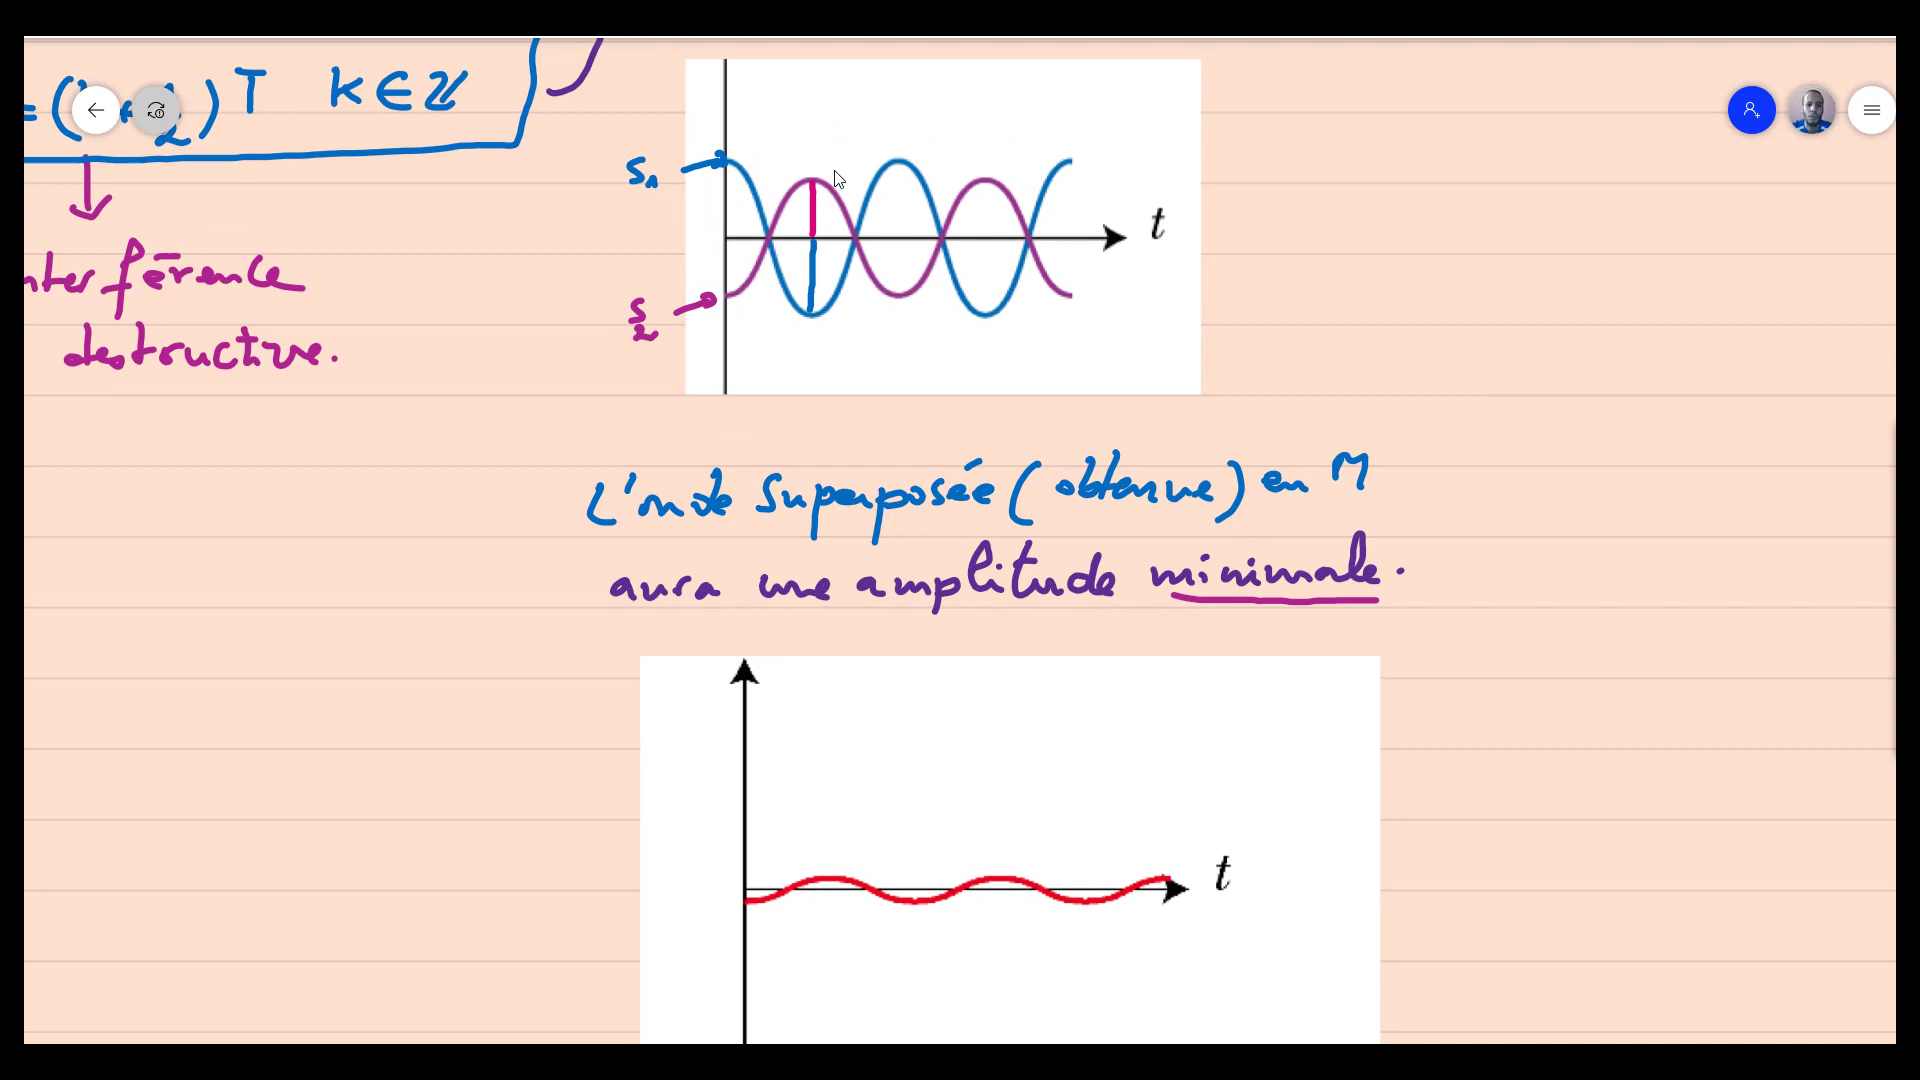 =( )T K∈ℤ
nterférence
destructive.
S₁
S₂
t
L'onde superposée (obtenue) en M
aura une amplitude minimale.
t